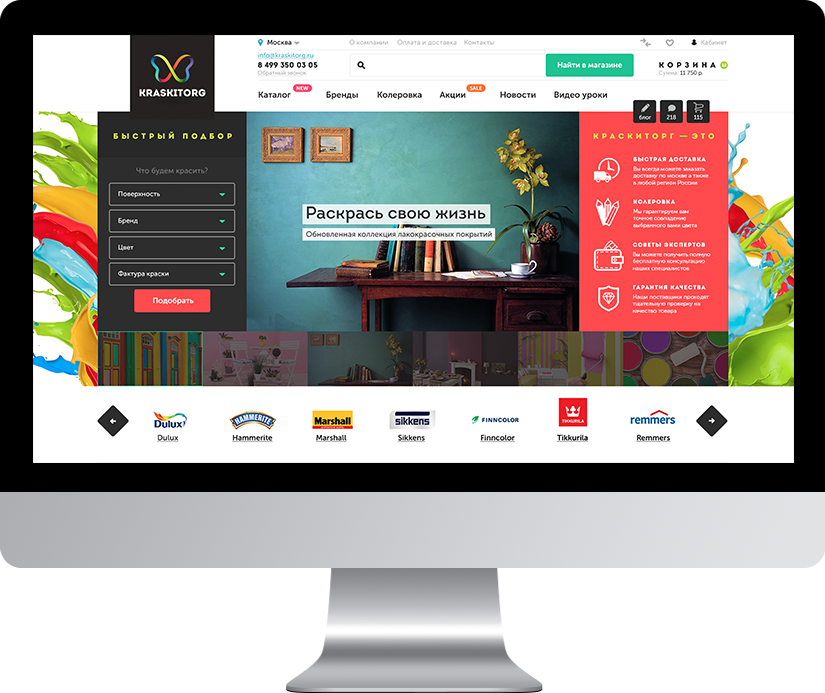 KRASKITORG
Москва
О компании Оплата и доставка Контакты
Кабинет
info@kraskitorg.ru
8 499 350 03 05
Обратный звонок
Найти в магазине
КОРЗИНА
Сумма: 11 750 р.
Каталог NEW Бренды Колеровка Акции SALE Новости Видео уроки
блог 218 115
БЫСТРЫЙ ПОДБОР
Что будем красить?
Поверхность
Бренд
Цвет
Фактура краски
Подобрать
Раскрась свою жизнь
Обновленная коллекция лакокрасочных покрытий
КРАСКИТОРГ — ЭТО
БЫСТРАЯ ДОСТАВКА
Вы всегда можете заказать
доставку по москве а также
в любой регион России
КОЛЕРОВКА
Мы гарантируем вам
точное совпадение
выбранного вами цвета
СОВЕТЫ ЭКСПЕРТОВ
Вы можете получить полную
бесплатную консультацию
наших специалистов
ГАРАНТИЯ КАЧЕСТВА
Наши поставщики проходят
тщательную проверку на
качество товара
Dulux HAMMERITE Marshall sikkens FINNCOLOR TIKKURILA remmers
Dulux Hammerite Marshall Sikkens Finncolor Tikkurila Remmers